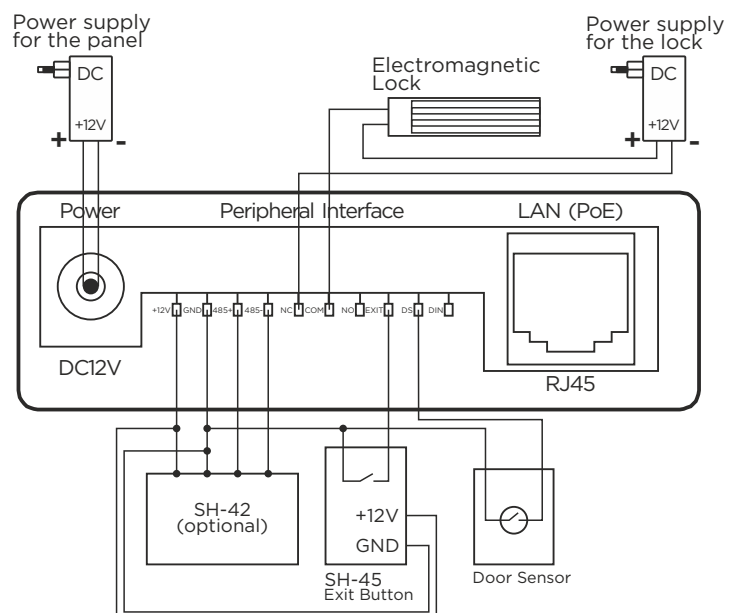 Power supply
for the panel
Power supply
for the lock
DC
+12V
+
-
Electromagnetic
Lock
DC
+12V
+
-
Power
Peripheral Interface
LAN (PoE)
+12V GND 485+ 485- NC COM NO EXIT DS DIN
DC12V
RJ45
SH-42
(optional)
+12V
GND
SH-45
Exit Button
Door Sensor